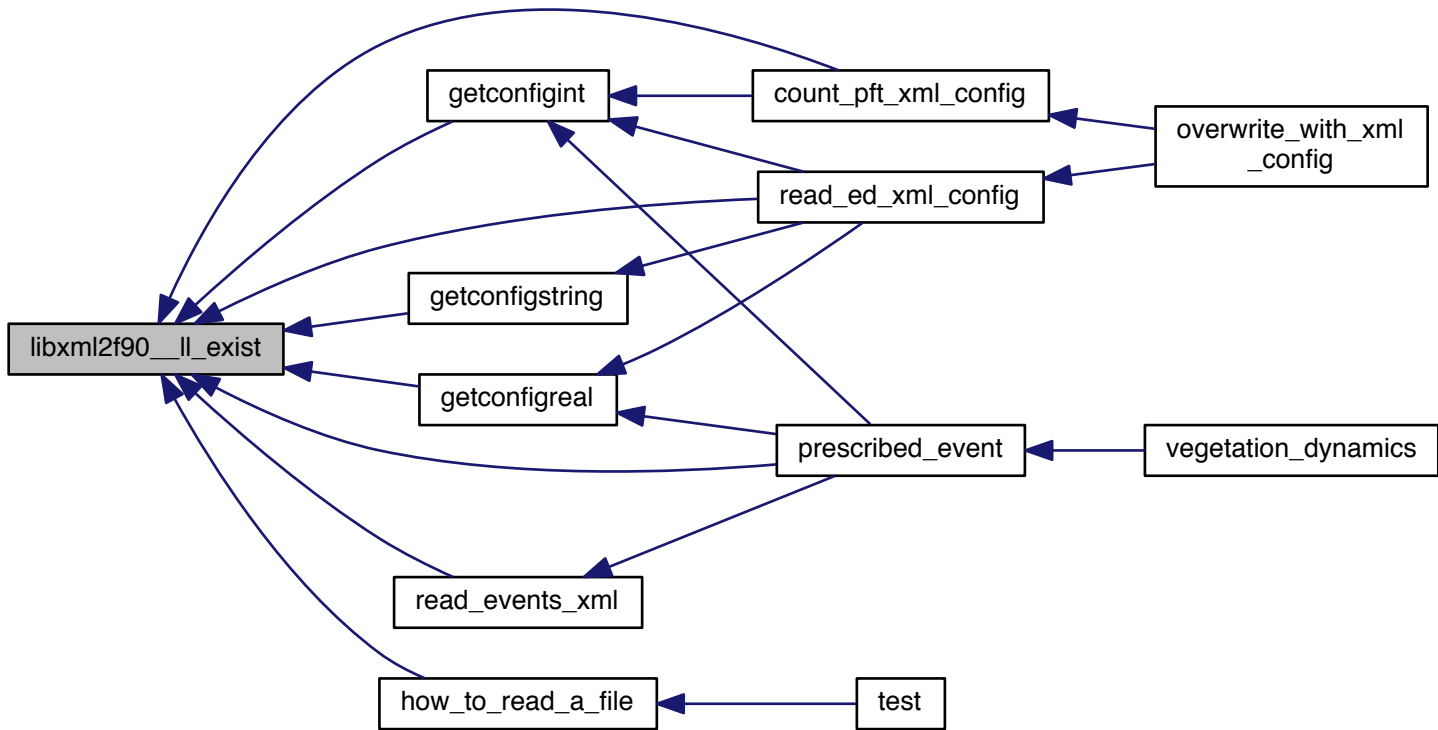 getconfigint
count_pft_xml_config
overwrite_with_xml
_config
read_ed_xml_config
getconfigstring
libxml2f90__ll_exist
getconfigreal
prescribed_event
vegetation_dynamics
read_events_xml
how_to_read_a_file
test